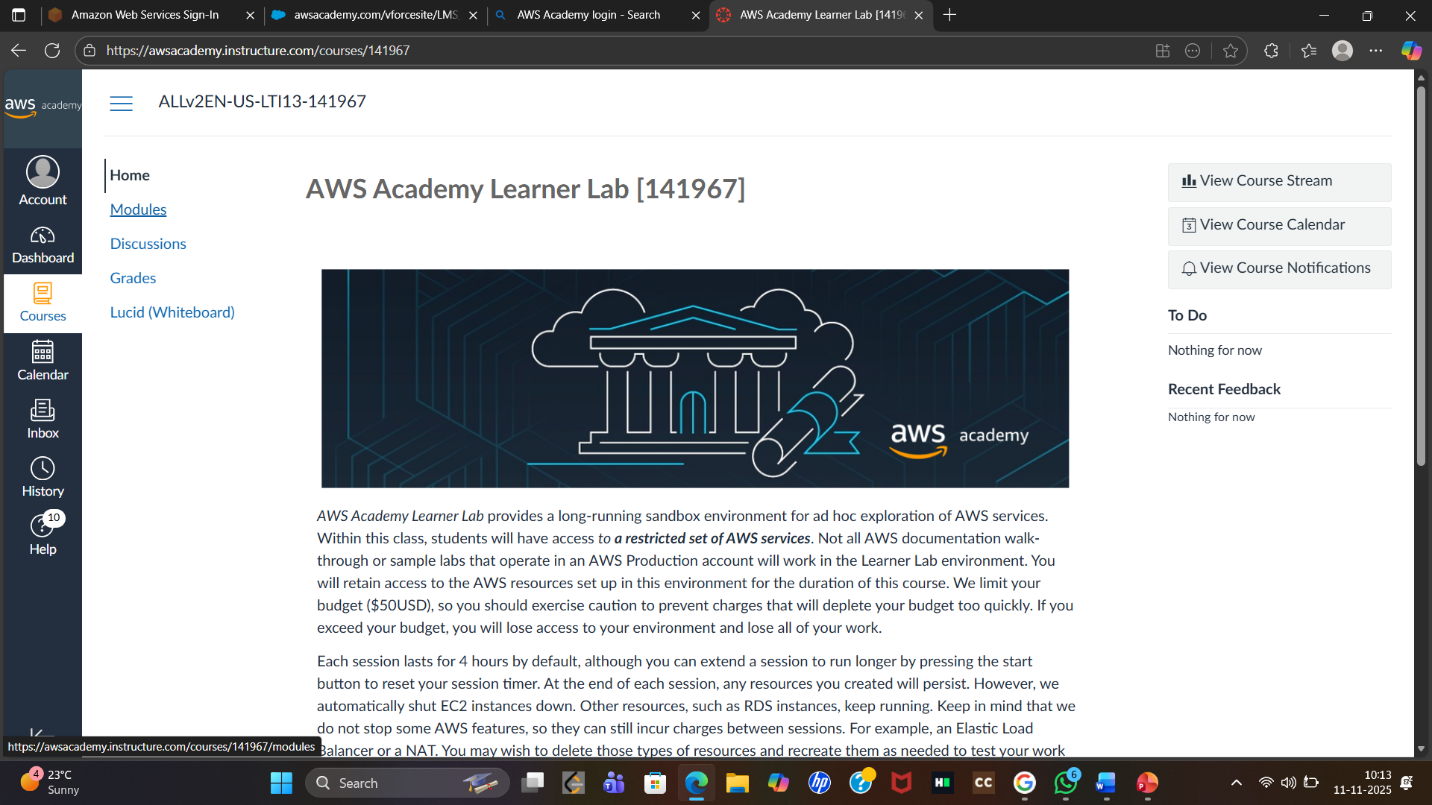 Amazon Web Services Sign-In
awsacademy.com/vforcesite/LMS
AWS Academy login - Search
AWS Academy Learner Lab [1419
https://awsacademy.instructure.com/courses/141967
aws academy
ALLv2EN-US-LTI13-141967
Account
Dashboard
Courses
Calendar
Inbox
History
10
Help
Home
Modules
Discussions
Grades
Lucid (Whiteboard)
AWS Academy Learner Lab [141967]
aws academy
AWS Academy Learner Lab provides a long-running sandbox environment for ad hoc exploration of AWS services.
Within this class, students will have access to a restricted set of AWS services. Not all AWS documentation walk-
through or sample labs that operate in an AWS Production account will work in the Learner Lab environment. You
will retain access to the AWS resources set up in this environment for the duration of this course. We limit your
budget ($50USD), so you should exercise caution to prevent charges that will deplete your budget too quickly. If you
exceed your budget, you will lose access to your environment and lose all of your work.
Each session lasts for 4 hours by default, although you can extend a session to run longer by pressing the start
button to reset your session timer. At the end of each session, any resources you created will persist. However, we
automatically shut EC2 instances down. Other resources, such as RDS instances, keep running. Keep in mind that we
do not stop some AWS features, so they can still incur charges between sessions. For example, an Elastic Load
Balancer or a NAT. You may wish to delete those types of resources and recreate them as needed to test your work
View Course Stream
3
View Course Calendar
View Course Notifications
To Do
Nothing for now
Recent Feedback
Nothing for now
https://awsacademy.instructure.com/courses/141967/modules
4
23°C
Sunny
Search
hp
H
CC
6
W
P
10:13
11-11-2025